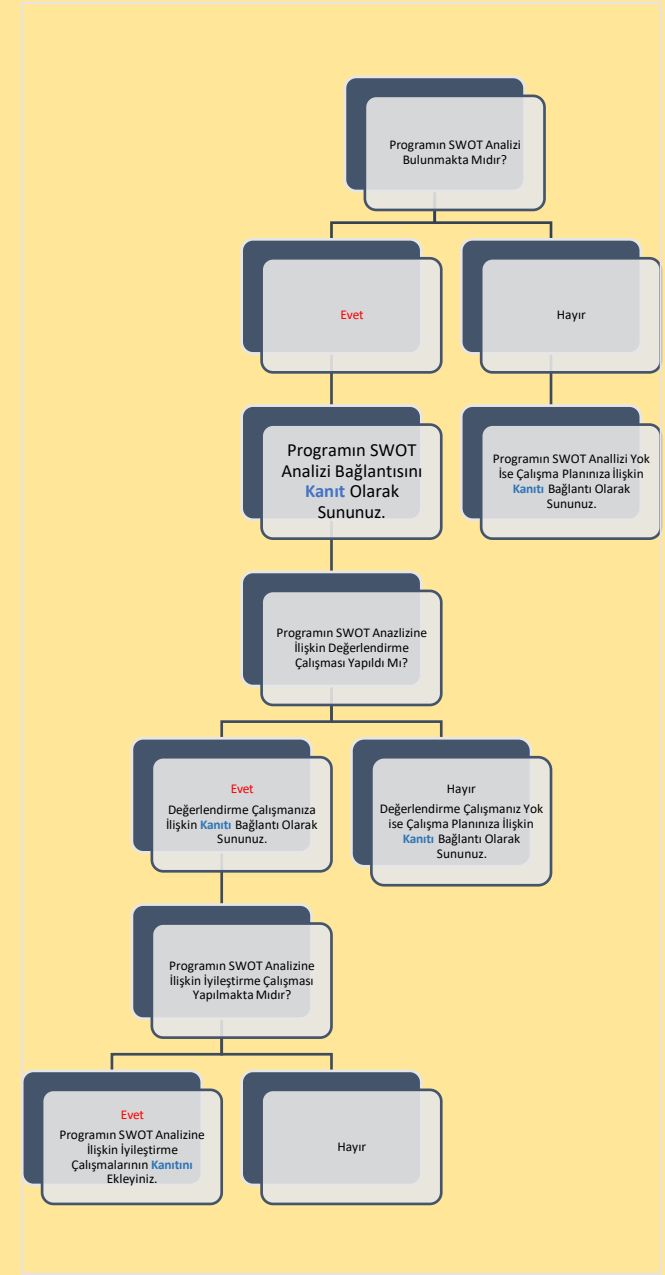 Programın SWOT Analizi
Bulunmakta Mıdır?
Evet
Hayır
Programın SWOT
Analizi Bağlantısını
Kanıt Olarak
Sununuz.
Programın SWOT Anallizi Yok
İse Çalışma Planınıza İlişkin
Kanıtı Bağlantı Olarak
Sununuz.
Programın SWOT Anazlizine
İlişkin Değerlendirme
Çalışması Yapıldı Mı?
Evet
Değerlendirme Çalışmanıza
İlişkin Kanıtı Bağlantı Olarak
Sununuz.
Hayır
Değerlendirme Çalışmanız Yok
ise Çalışma Planınıza İlişkin
Kanıtı Bağlantı Olarak
Sununuz.
Programın SWOT Analizine
İlişkin İyileştirme Çalışması
Yapılmakta Mıdır?
Evet
Programın SWOT Analizine
İlişkin İyileştirme
Çalışmalarının Kanıtını
Ekleyiniz.
Hayır